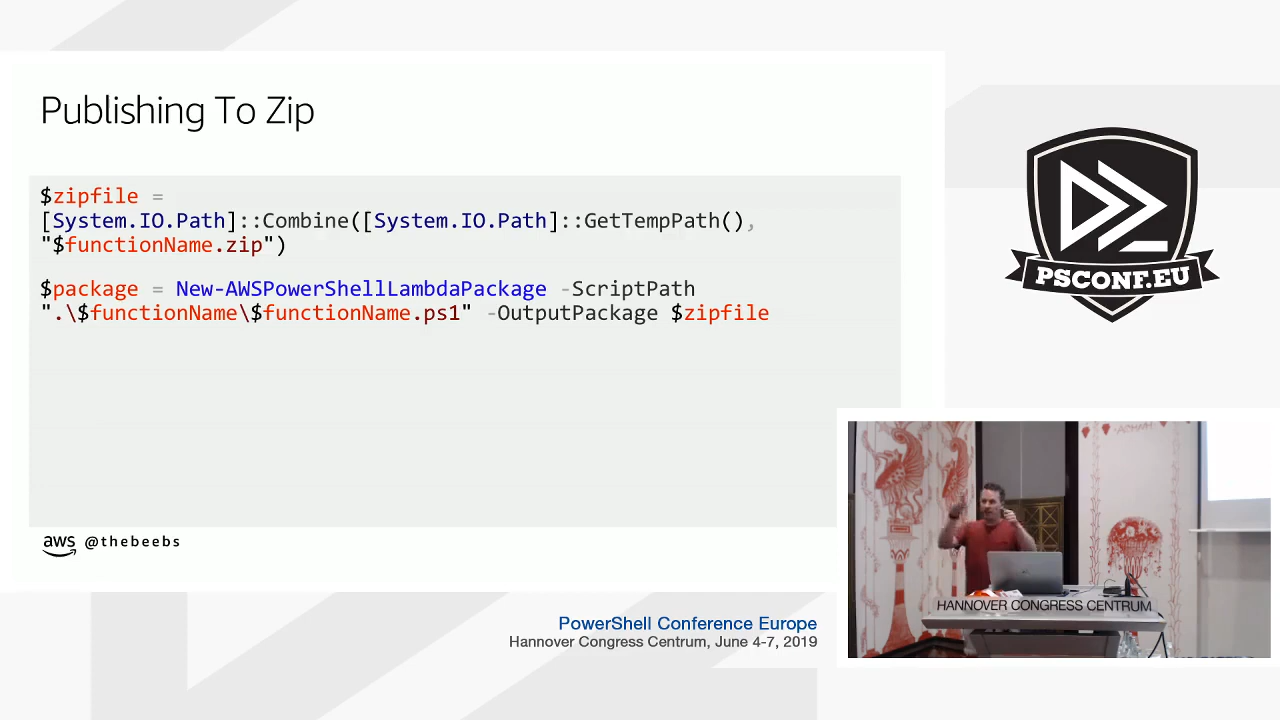 Publishing To Zip
$zipfile =
[System.IO.Path]::Combine([System.IO.Path]::GetTempPath(),
"$functionName.zip")
$package = New-AWSPowerShellLambdaPackage -ScriptPath
".\$functionName\$functionName.ps1" -OutputPackage $zipfile
aws @thebeebs
PSCONF.EU
HANNOVER CONGRESS CENTRUM
PowerShell Conference Europe
Hannover Congress Centrum, June 4-7, 2019